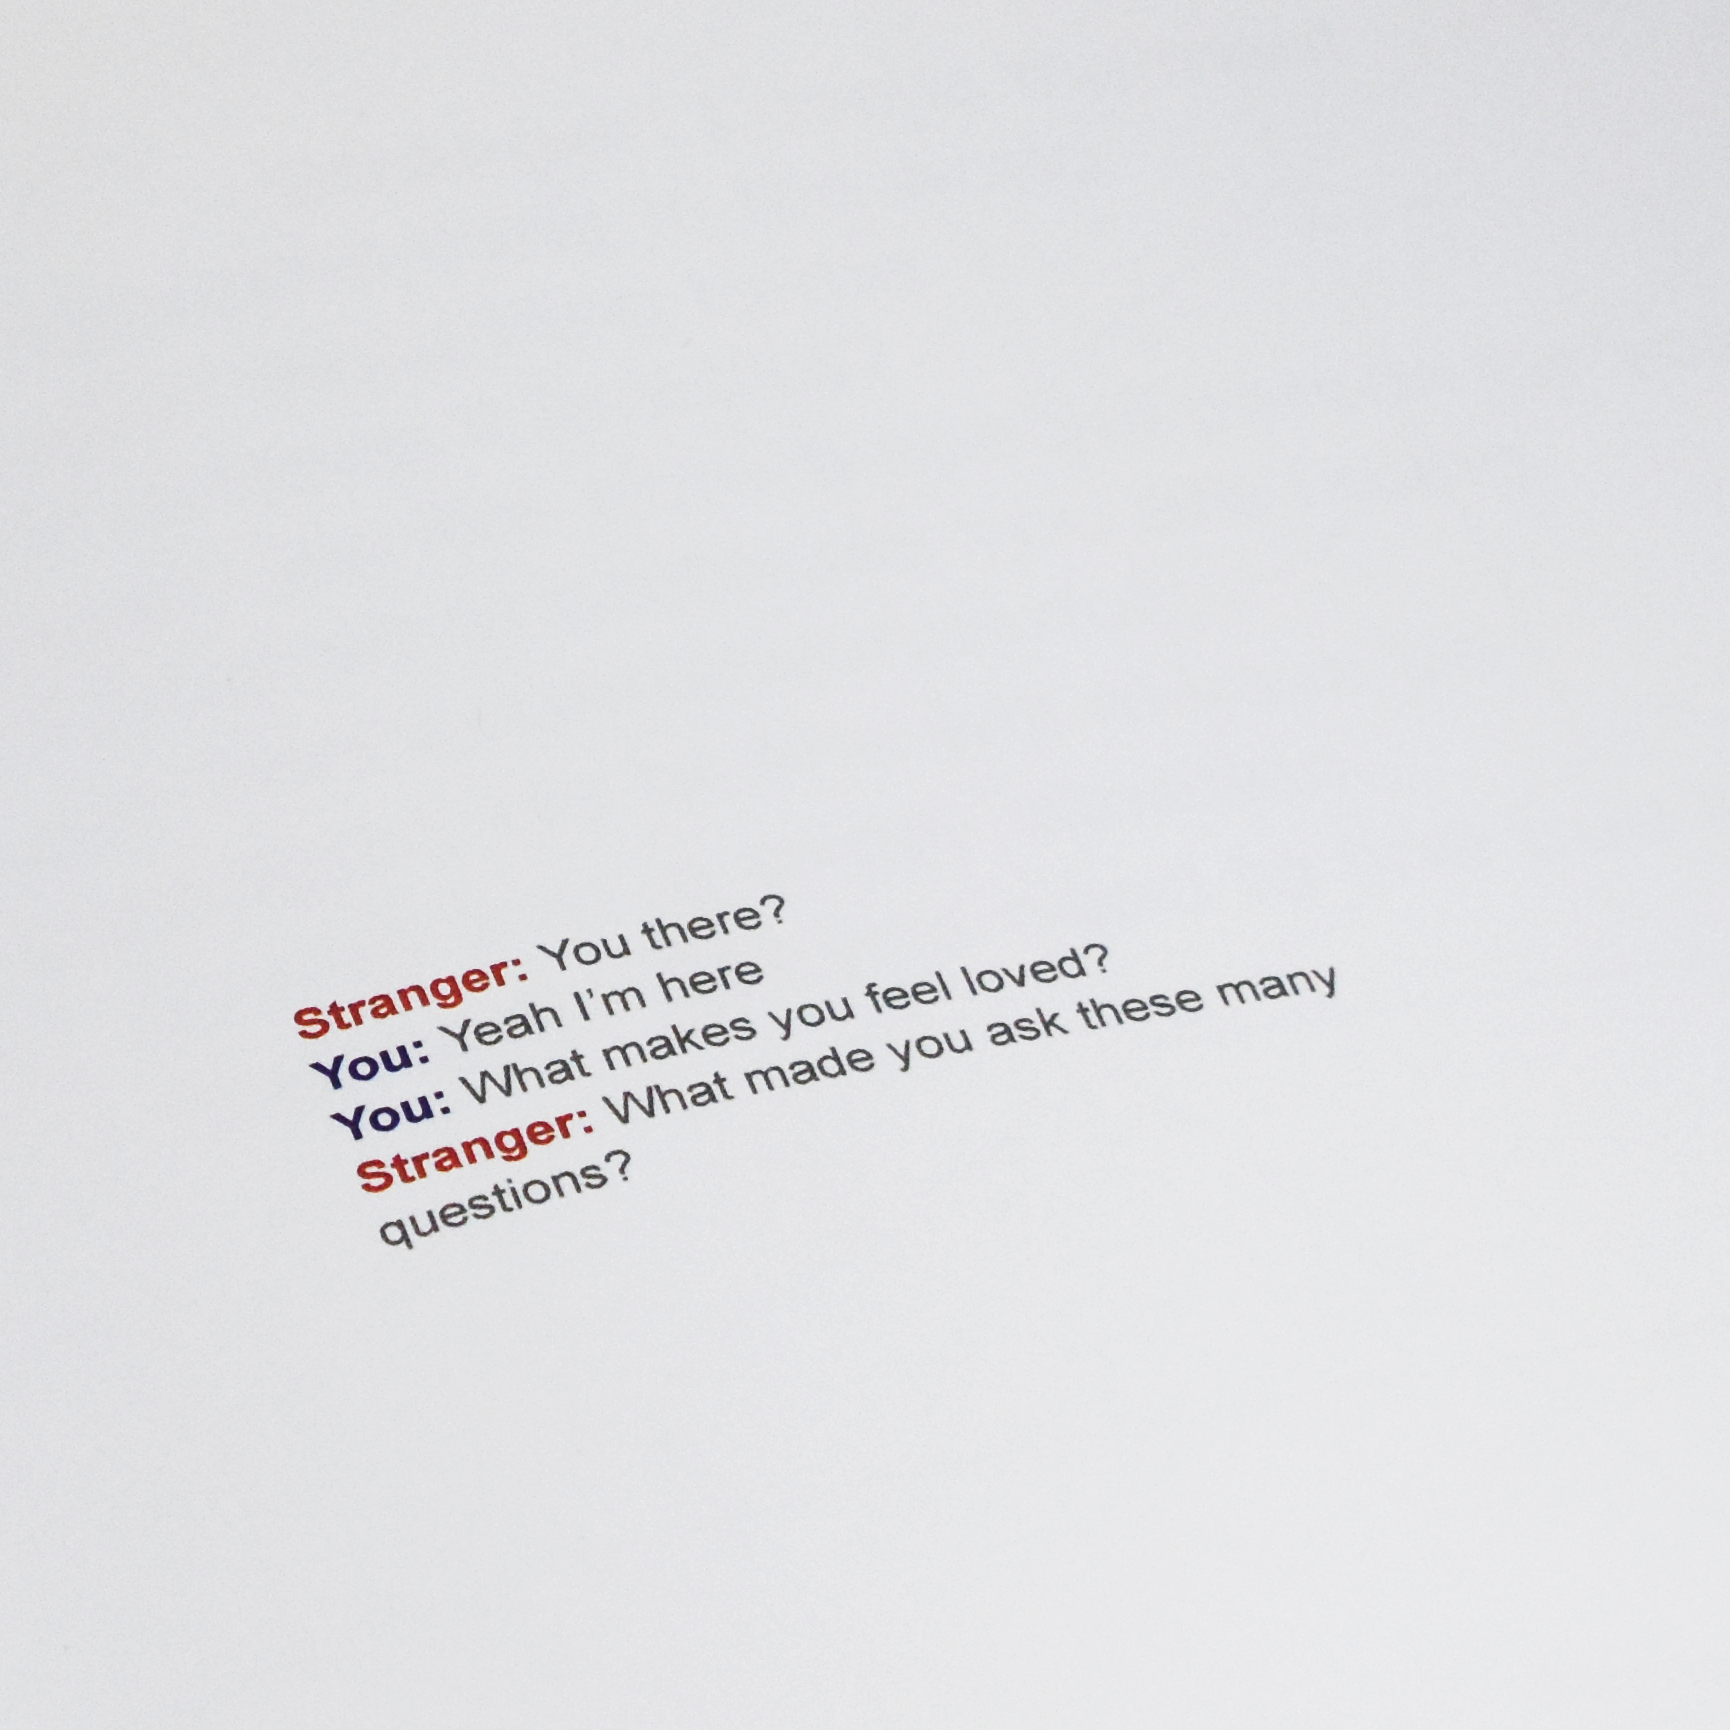 Stranger: You there?
You: Yeah I'm here
You: What makes you feel loved?
Stranger: What made you ask these many
questions?